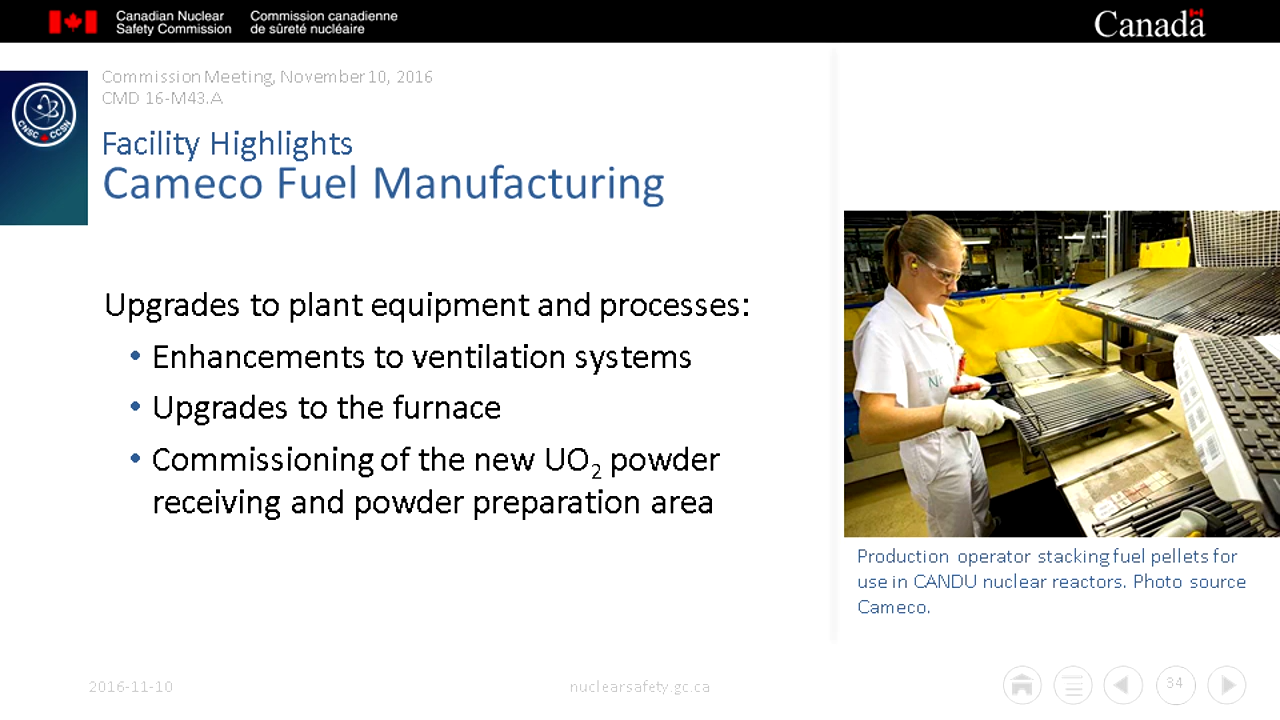 Canadian Nuclear
Safety Commission
Commission canadienne
de sûreté nucléaire
Canada
Commission Meeting, November 10, 2016
CMD 16-M43.A
CNSC CCSN
Facility Highlights
Cameco Fuel Manufacturing
Upgrades to plant equipment and processes:
• Enhancements to ventilation systems
• Upgrades to the furnace
• Commissioning of the new UO₂ powder
receiving and powder preparation area
Production operator stacking fuel pellets for
use in CANDU nuclear reactors. Photo source
Cameco.
2016-11-10
nuclearsafety.gc.ca
34